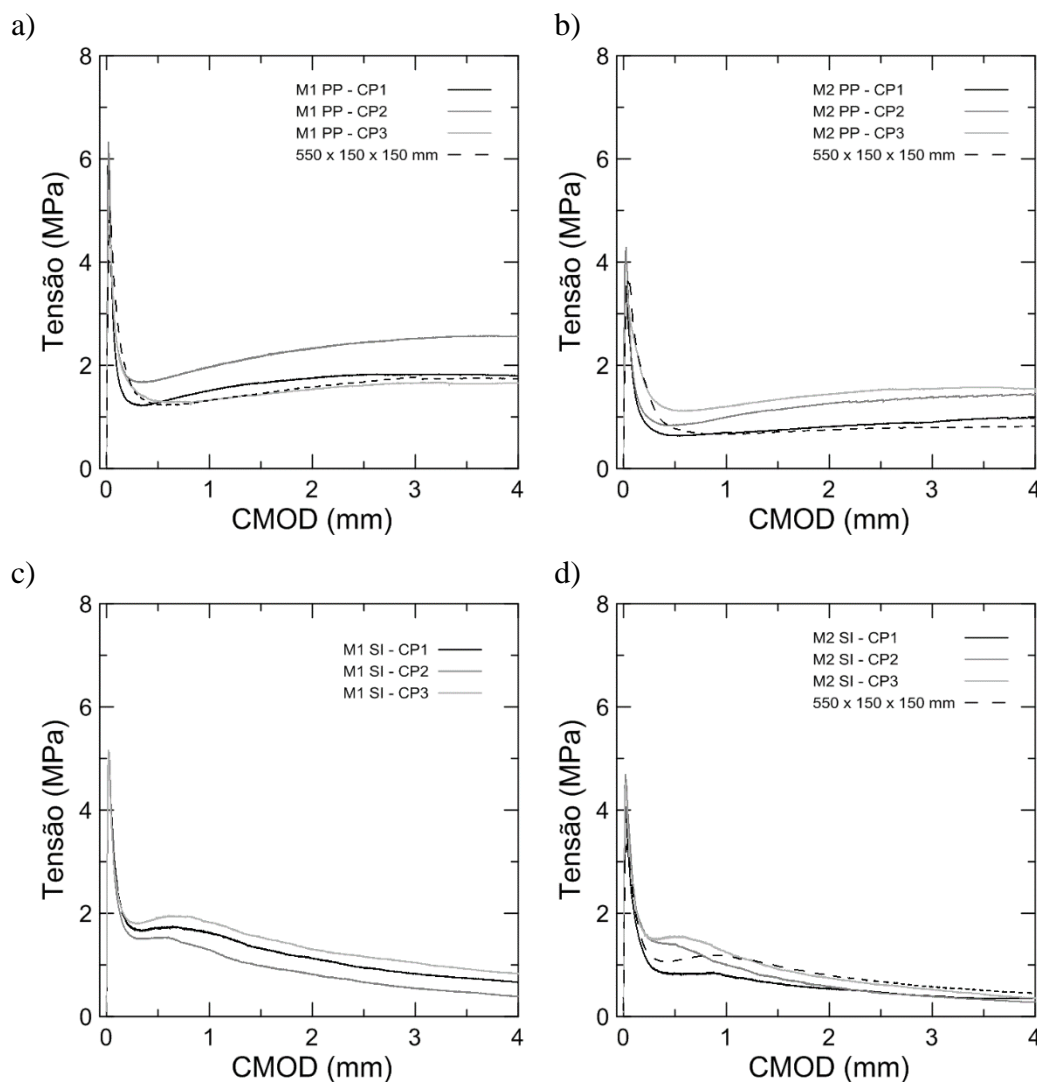 a)
8
6
4
2
0
Tensão (MPa)
M1 PP - CP1
M1 PP - CP2
M1 PP - CP3
550 x 150 x 150 mm
0 1 2 3 4
CMOD (mm)
b)
8
6
4
2
0
Tensão (MPa)
M2 PP - CP1
M2 PP - CP2
M2 PP - CP3
550 x 150 x 150 mm
0 1 2 3 4
CMOD (mm)
c)
8
6
4
2
0
Tensão (MPa)
M1 SI - CP1
M1 SI - CP2
M1 SI - CP3
0 1 2 3 4
CMOD (mm)
d)
8
6
4
2
0
Tensão (MPa)
M2 SI - CP1
M2 SI - CP2
M2 SI - CP3
550 x 150 x 150 mm
0 1 2 3 4
CMOD (mm)